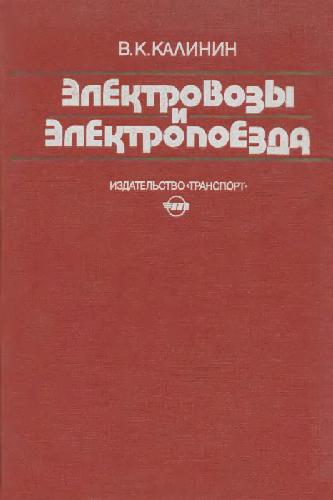 В.К.КАЛИНИН
ЭЛЕКТРОВОЗЫ
И
ЭЛЕКТРОПОЕЗДА
ИЗДАТЕЛЬСТВО «ТРАНСПОРТ»
т